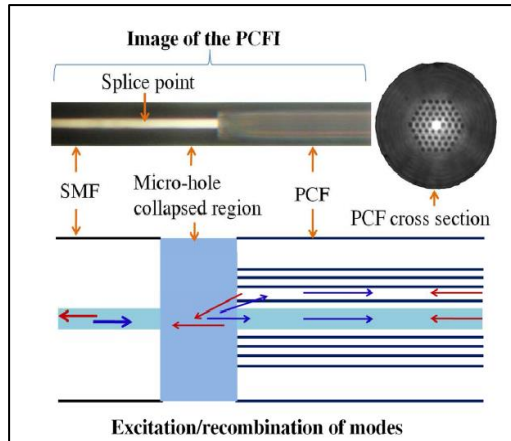 Image of the PCFI
Splice point
SMF
Micro-hole
collapsed region
PCF
PCF cross section
Excitation/recombination of modes